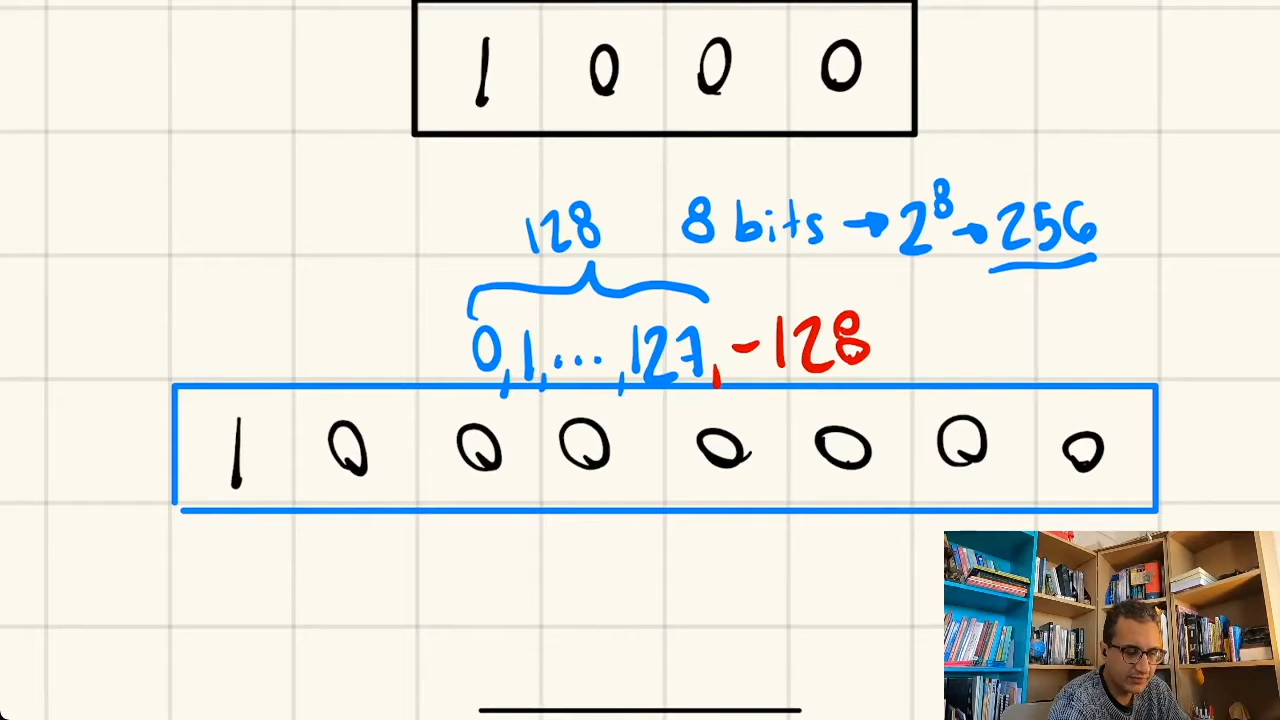 1 0 0 0
128 8 bits → 2⁸ → 256
0, 1, ..., 127, -128
1 0 0 0 0 0 0 0